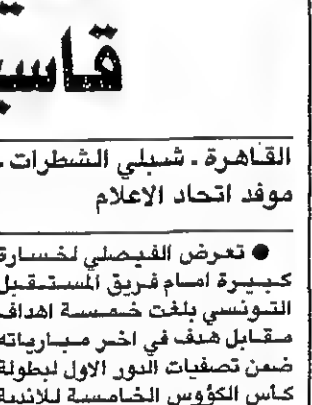 القاهرة ـ شبلي الشطرات ـ
موفد اتحاد الاعلام
● تعرض الفيصلي لخسارة
كبيرة امام فريق المستقبل
التونسي بلغت خمسة اهداف
مقابل هدف في اخر مبارياته
ضمن تصفيات الدور الاول لبطولة
كأس الكؤوس الخامسة للاندية